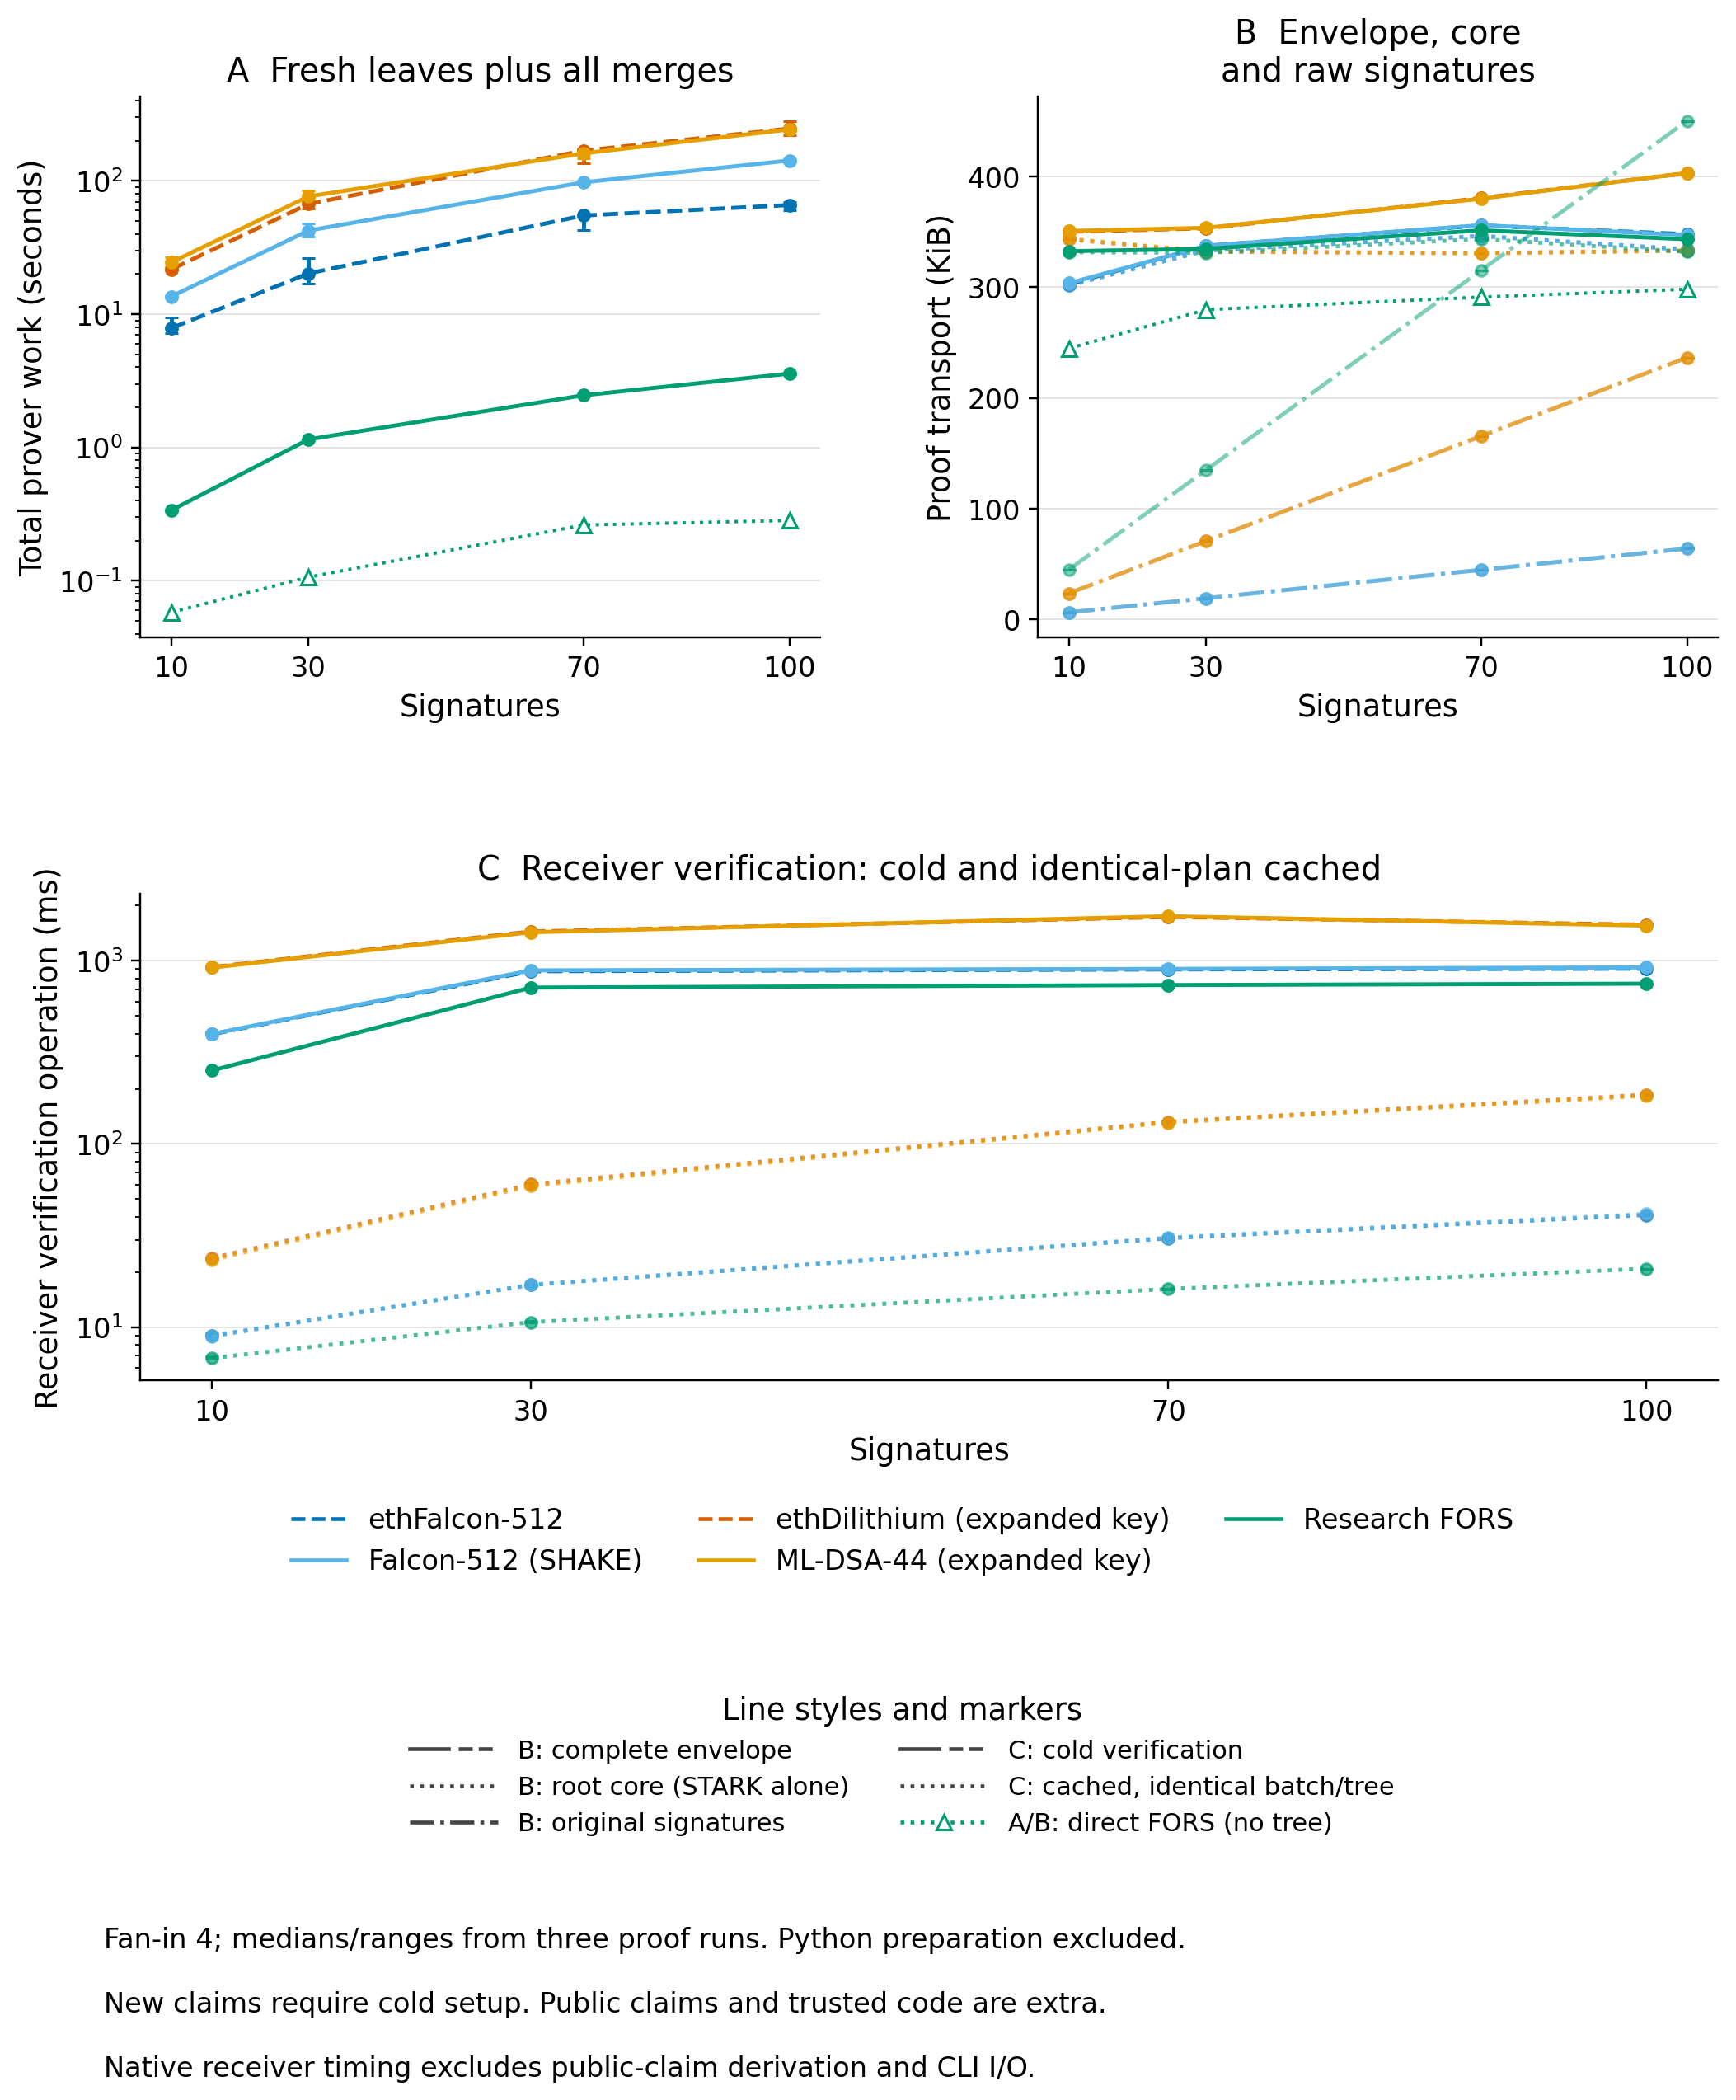 A  Fresh leaves plus all merges
Total prover work (seconds)
10²
10¹
10⁰
10⁻¹
10 30 70 100
Signatures
B  Envelope, core
and raw signatures
Proof transport (KiB)
400
300
200
100
0
10 30 70 100
Signatures
C  Receiver verification: cold and identical-plan cached
Receiver verification operation (ms)
10³
10²
10¹
10 30 70 100
Signatures
ethFalcon-512
Falcon-512 (SHAKE)
ethDilithium (expanded key)
ML-DSA-44 (expanded key)
Research FORS
Line styles and markers
B: complete envelope
B: root core (STARK alone)
B: original signatures
C: cold verification
C: cached, identical batch/tree
A/B: direct FORS (no tree)
Fan-in 4; medians/ranges from three proof runs. Python preparation excluded.
New claims require cold setup. Public claims and trusted code are extra.
Native receiver timing excludes public-claim derivation and CLI I/O.